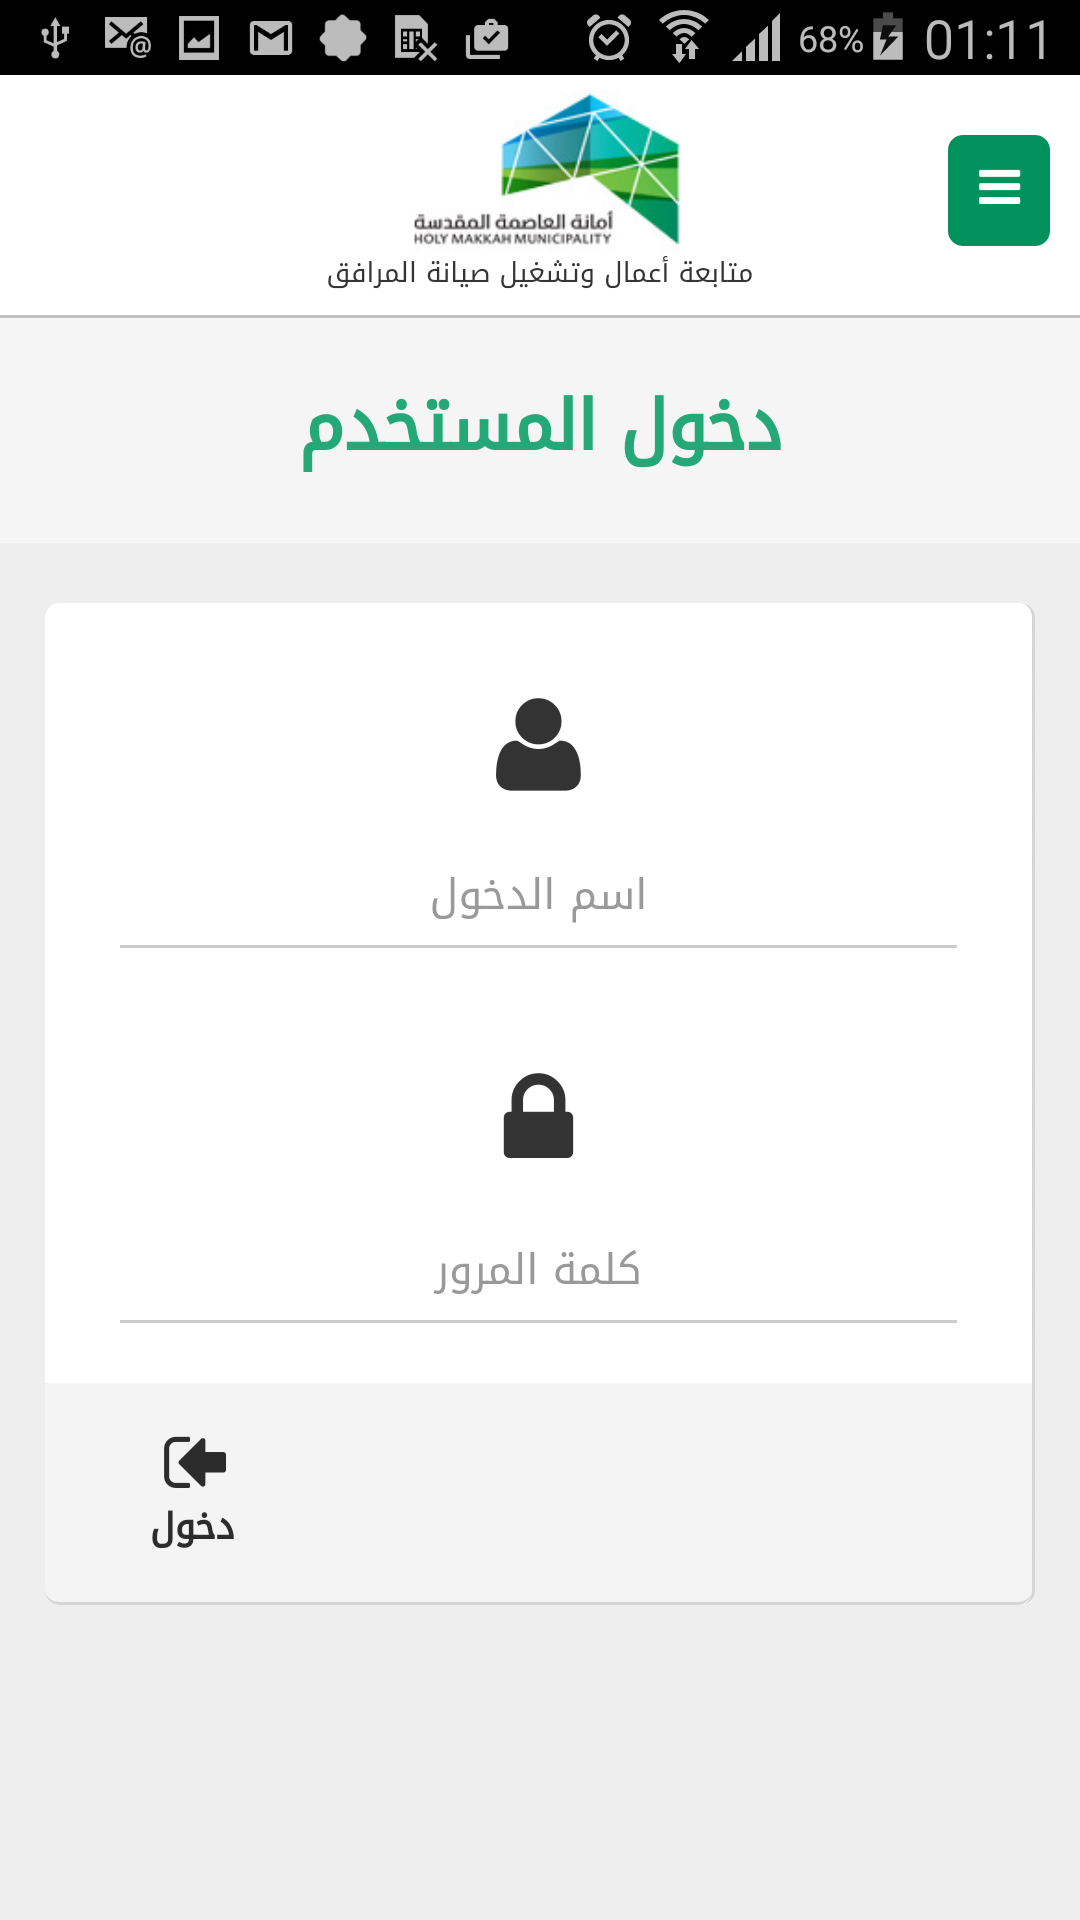 68% 01:11
أمانة العاصمة المقدسة
HOLY MAKKAH MUNICIPALITY
متابعة أعمال وتشغيل صيانة المرافق
دخول المستخدم
اسم الدخول
كلمة المرور
دخول